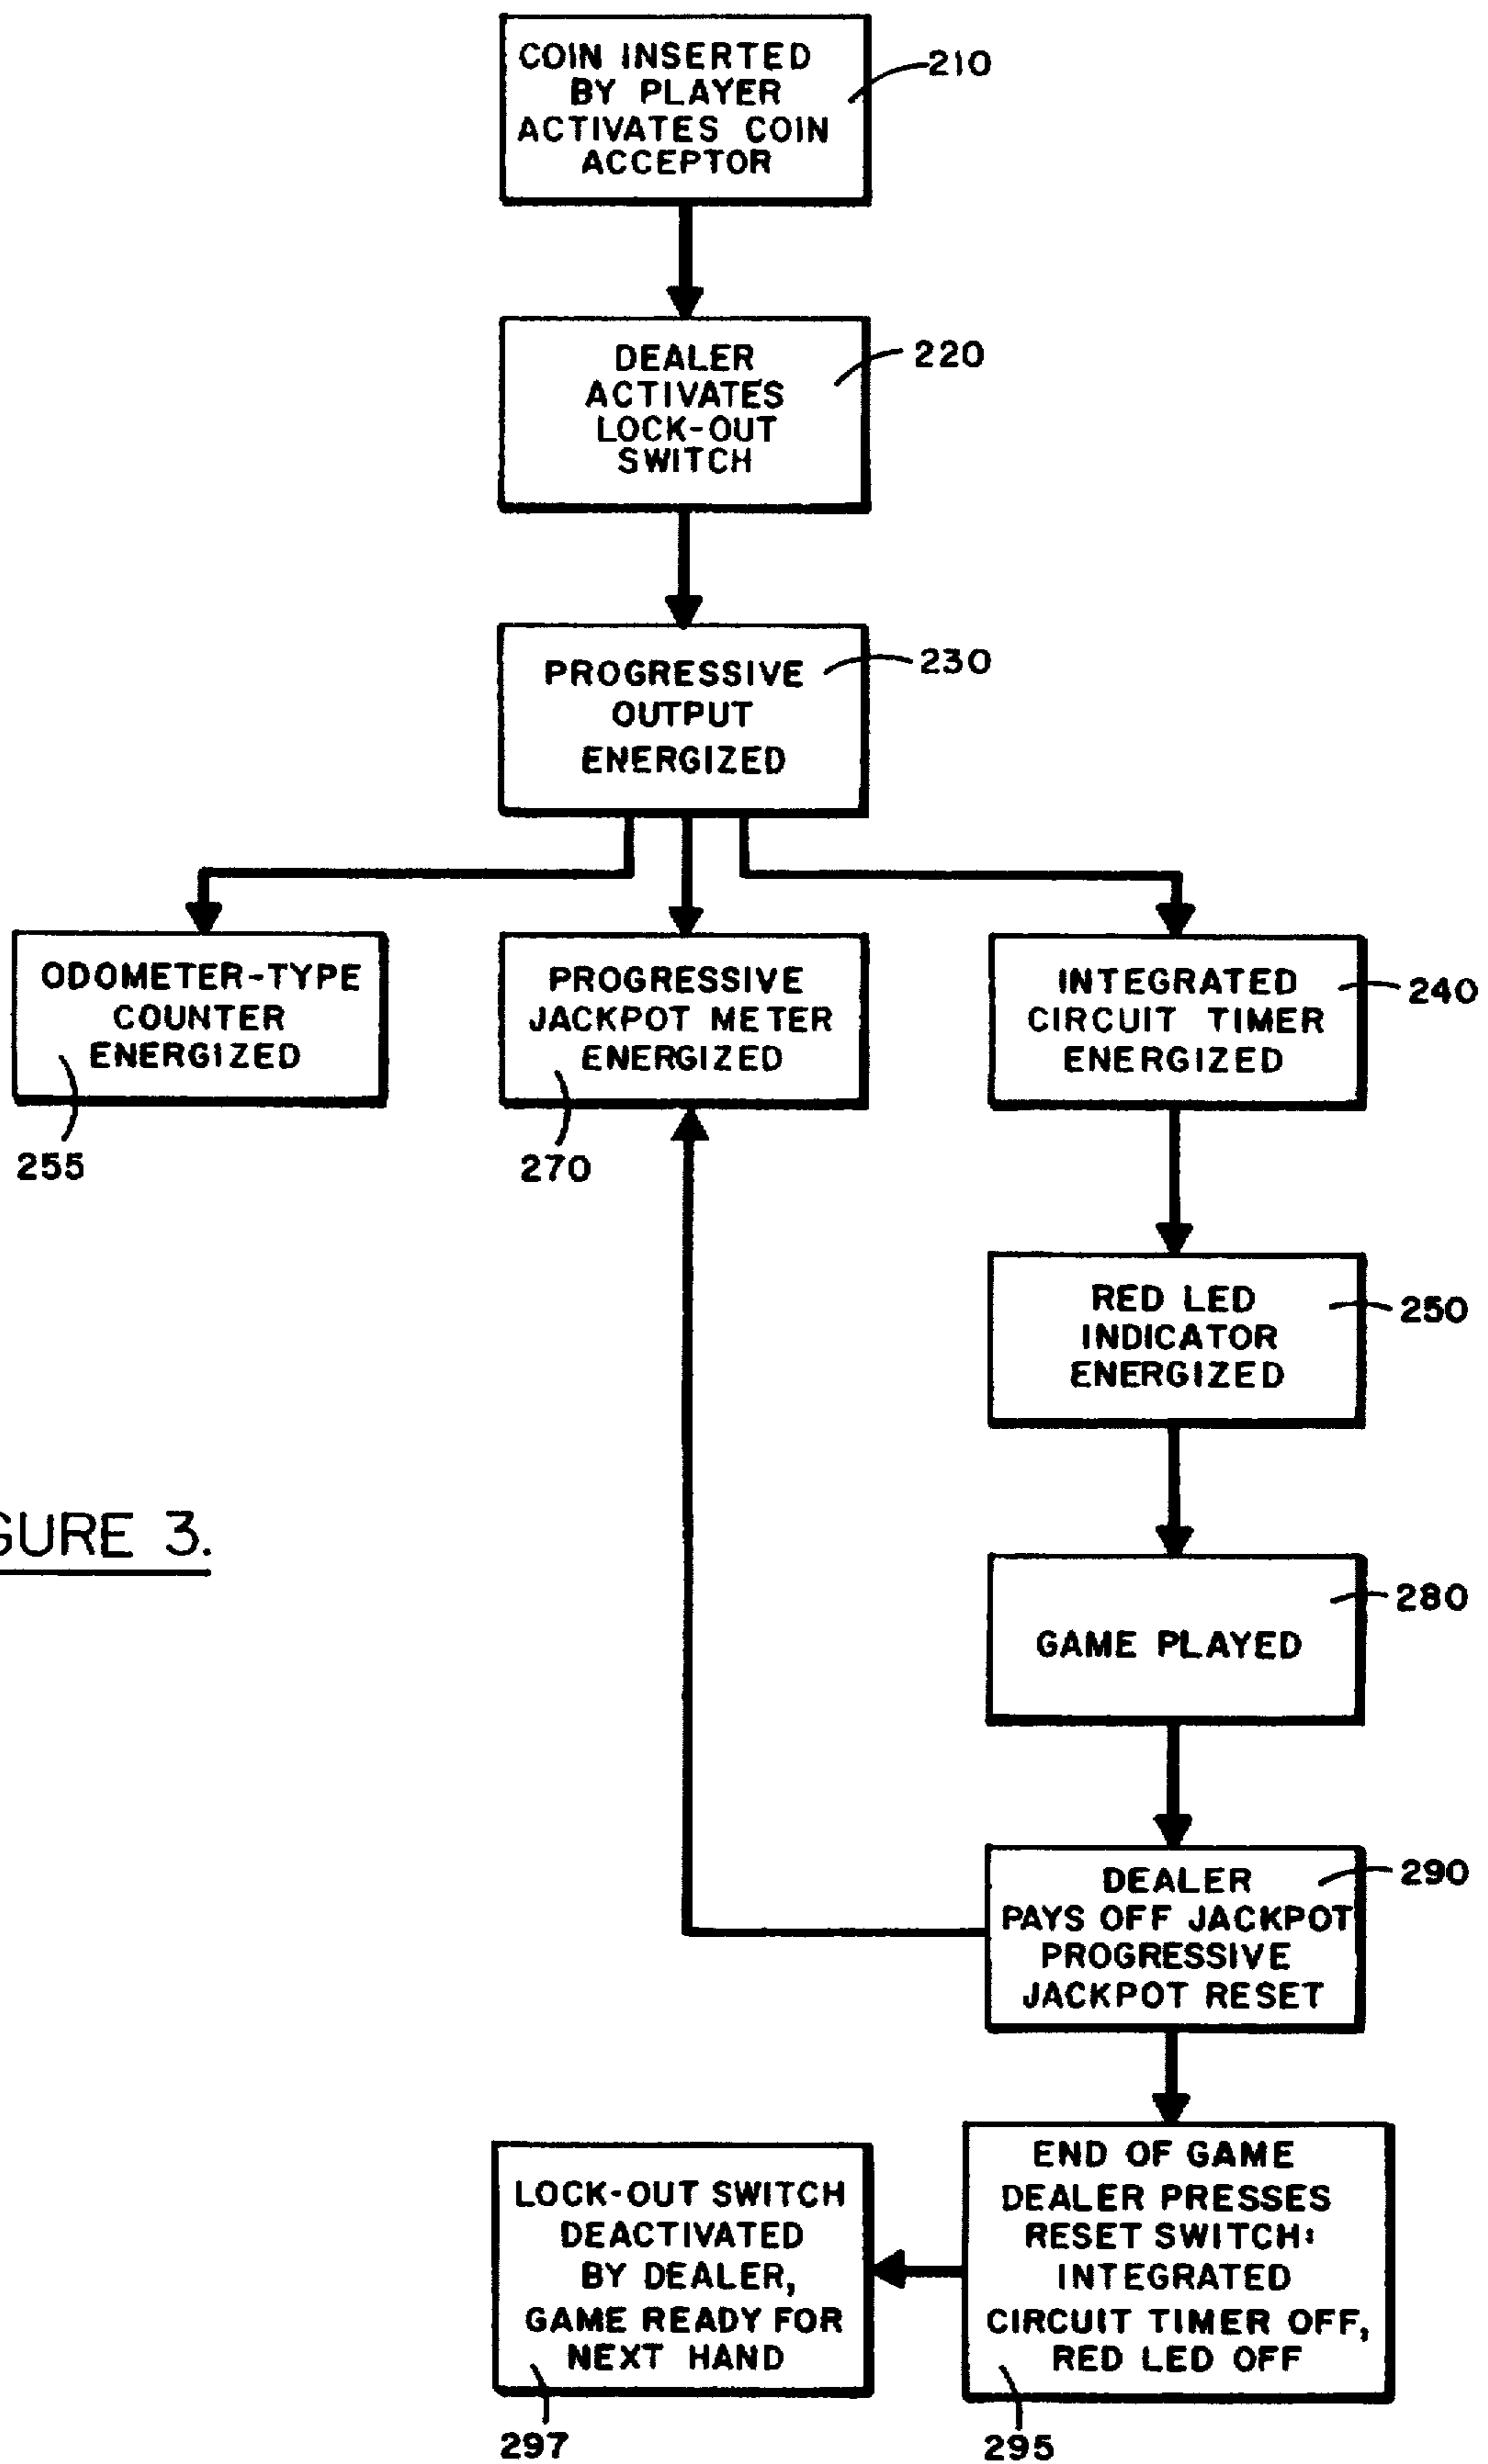 COIN INSERTED
BY PLAYER
ACTIVATES COIN
ACCEPTOR
210
DEALER
ACTIVATES
LOCK-OUT
SWITCH
220
PROGRESSIVE
OUTPUT
ENERGIZED
230
ODOMETER-TYPE
COUNTER
ENERGIZED
255
PROGRESSIVE
JACKPOT METER
ENERGIZED
270
INTEGRATED
CIRCUIT TIMER
ENERGIZED
240
RED LED
INDICATOR
ENERGIZED
250
GURE 3.
GAME PLAYED
280
DEALER
PAYS OFF JACKPOT
PROGRESSIVE
JACKPOT RESET
290
END OF GAME
DEALER PRESSES
RESET SWITCH:
INTEGRATED
CIRCUIT TIMER OFF,
RED LED OFF
295
LOCK-OUT SWITCH
DEACTIVATED
BY DEALER,
GAME READY FOR
NEXT HAND
297